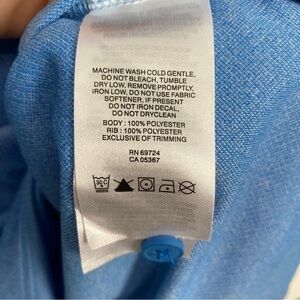 MACHINE WASH COLD GENTLE,
DO NOT BLEACH, TUMBLE
DRY LOW, REMOVE PROMPTLY,
IRON LOW, DO NOT USE FABRIC
SOFTENER, IF PRESENT
DO NOT IRON DECAL,
DO NOT DRYCLEAN
BODY : 100% POLYESTER
RIB : 100% POLYESTER
EXCLUSIVE OF TRIMMING
RN 69724
CA 05367